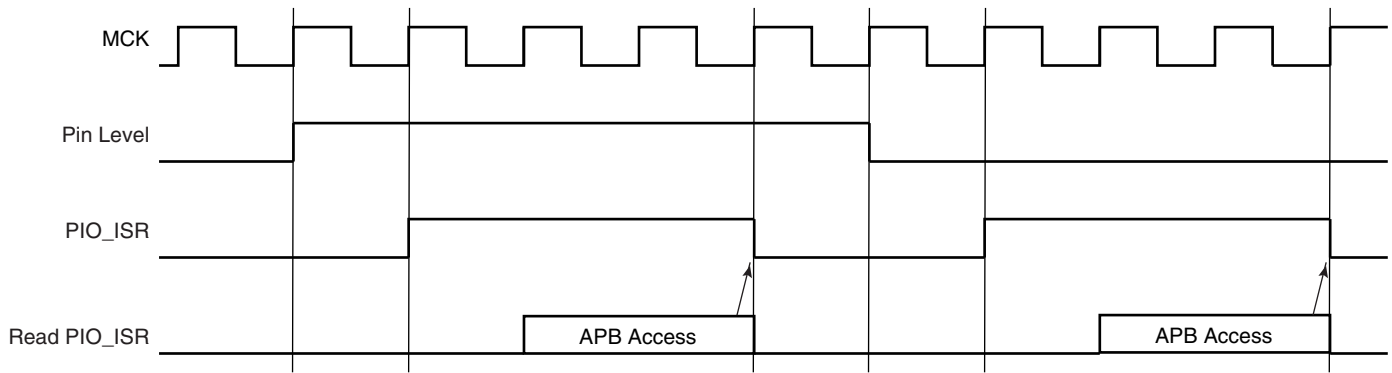 MCK
Pin Level
PIO_ISR
Read PIO_ISR
APB Access
APB Access